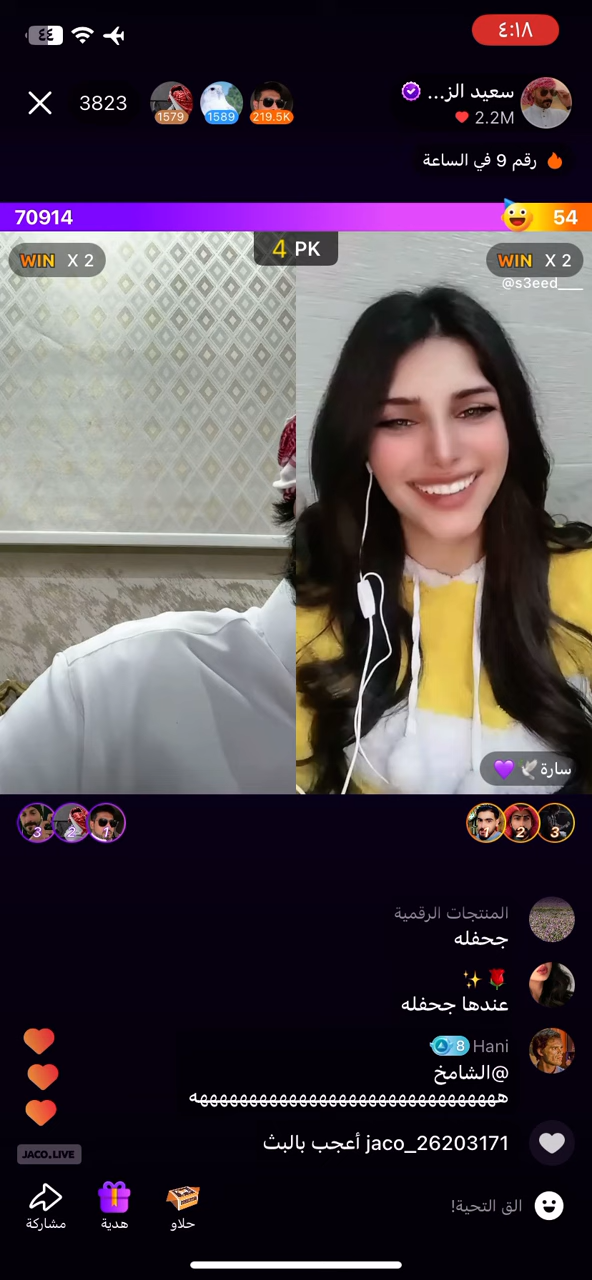 ٤:١٨
٤٤
سعيد الز...
2.2M
219.5K
1589
1579
3823
رقم 9 في الساعة
70914
54
4 PK
WIN X 2
WIN X 2
@s3eed___
سارة
3
2
1
1
2
3
المنتجات الرقمية
جحفله
عندها جحفله
Hani 8
@الشامخ
هههههههههههههههههههههههههههههههه
jaco_26203171 أعجب بالبث
JACO.LIVE
الق التحية!
حلاو
هدية
مشاركة